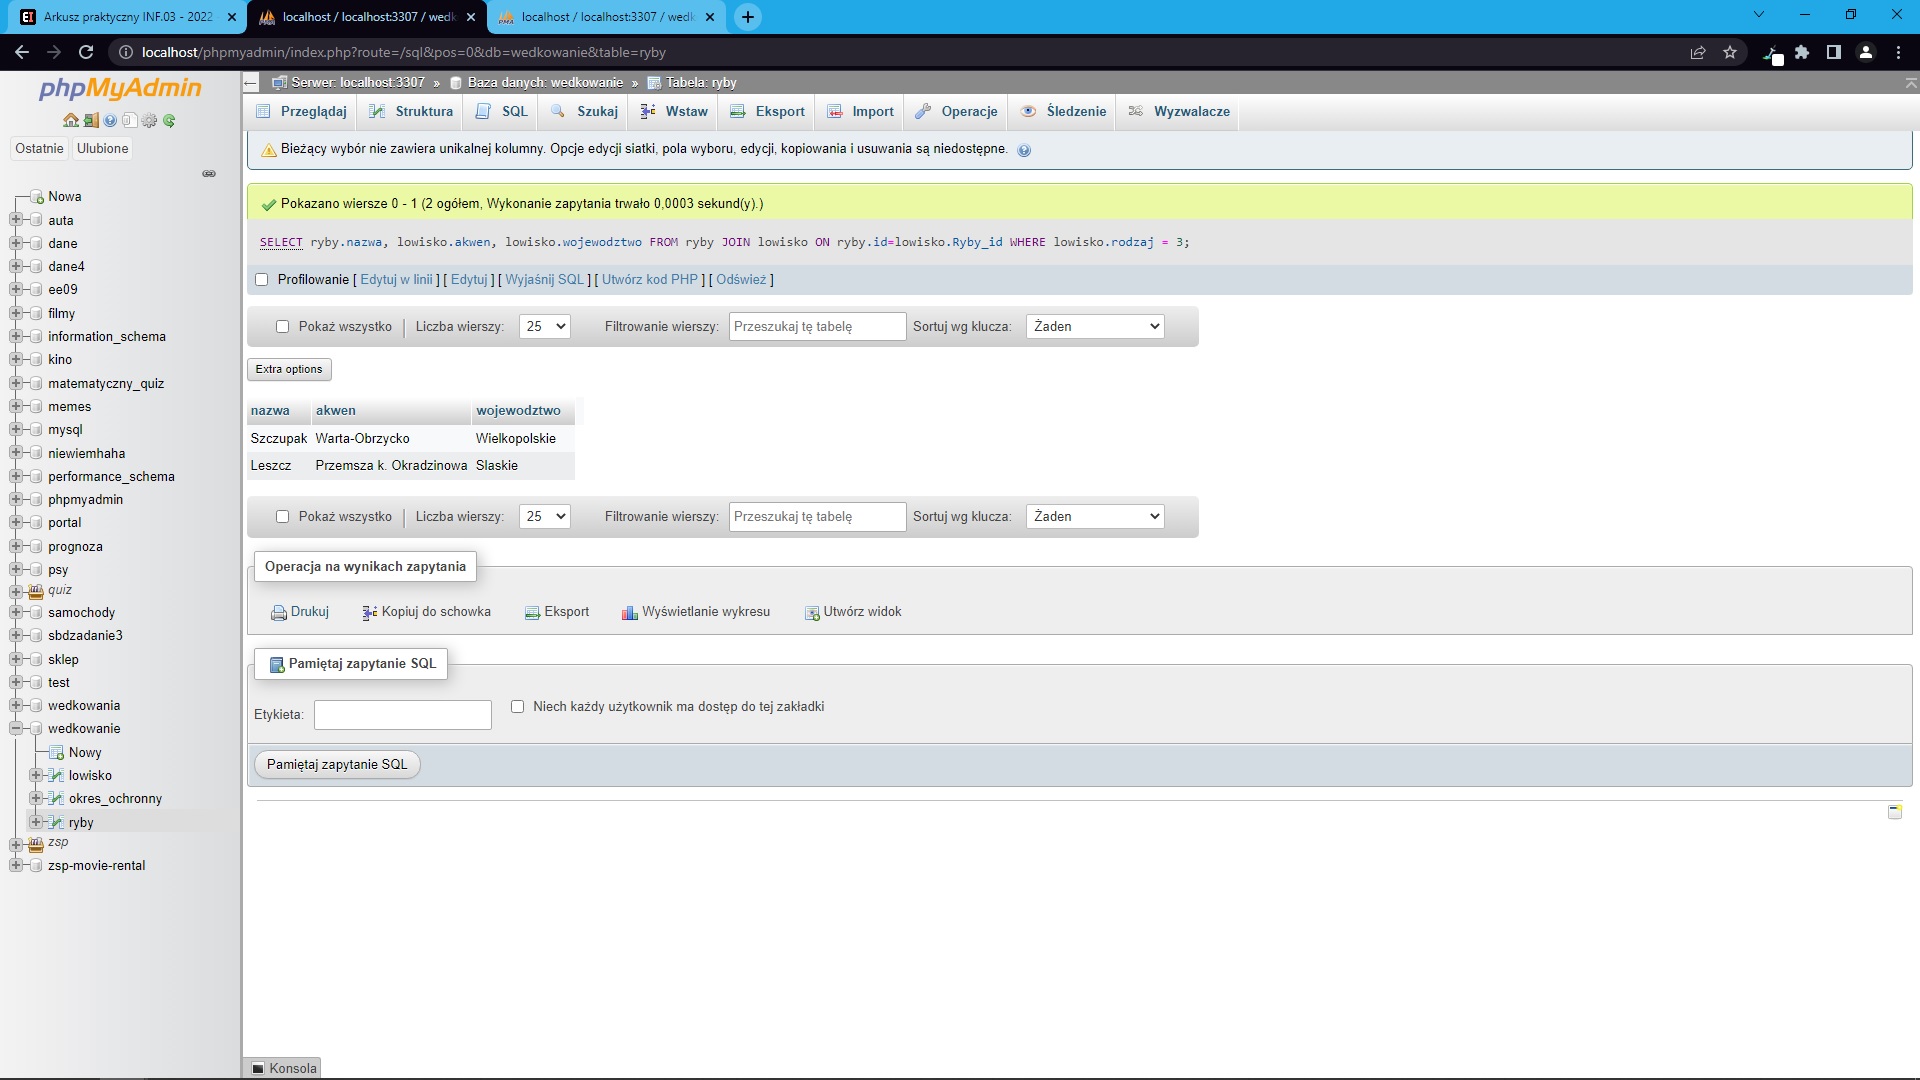 Arkusz praktyczny INF.03 - 2022
localhost / localhost:3307 / wedk
localhost / localhost:3307 / wedk
localhost/phpmyadmin/index.php?route=/sql&pos=0&db=wedkowanie&table=ryby
phpMyAdmin
Ostatnie Ulubione
Nowa
auta
dane
dane4
ee09
filmy
information_schema
kino
matematyczny_quiz
memes
mysql
niewiemhaha
performance_schema
phpmyadmin
portal
prognoza
psy
quiz
samochody
sbdzadanie3
sklep
test
wedkowania
wedkowanie
Nowy
lowisko
okres_ochronny
ryby
zsp
zsp-movie-rental
Serwer: localhost:3307 » Baza danych: wedkowanie » Tabela: ryby
Przeglądaj Struktura SQL Szukaj Wstaw Eksport Import Operacje Śledzenie Wyzwalacze
Bieżący wybór nie zawiera unikalnej kolumny. Opcje edycji siatki, pola wyboru, edycji, kopiowania i usuwania są niedostępne.
Pokazano wiersze 0 - 1 (2 ogółem, Wykonanie zapytania trwało 0,0003 sekund(y).)
SELECT ryby.nazwa, lowisko.akwen, lowisko.wojewodztwo FROM ryby JOIN lowisko ON ryby.id=lowisko.Ryby_id WHERE lowisko.rodzaj = 3;
Profilowanie [ Edytuj w linii ] [ Edytuj ] [ Wyjaśnij SQL ] [ Utwórz kod PHP ] [ Odśwież ]
Pokaż wszystko Liczba wierszy: 25 Filtrowanie wierszy: Przeszukaj tę tabelę Sortuj wg klucza: Żaden
Extra options
nazwa akwen wojewodztwo
Szczupak Warta-Obrzycko Wielkopolskie
Leszcz Przemsza k. Okradzinowa Slaskie
Pokaż wszystko Liczba wierszy: 25 Filtrowanie wierszy: Przeszukaj tę tabelę Sortuj wg klucza: Żaden
Operacja na wynikach zapytania
Drukuj Kopiuj do schowka Eksport Wyświetlanie wykresu Utwórz widok
Pamiętaj zapytanie SQL
Etykieta: Niech każdy użytkownik ma dostęp do tej zakładki
Pamiętaj zapytanie SQL
Konsola